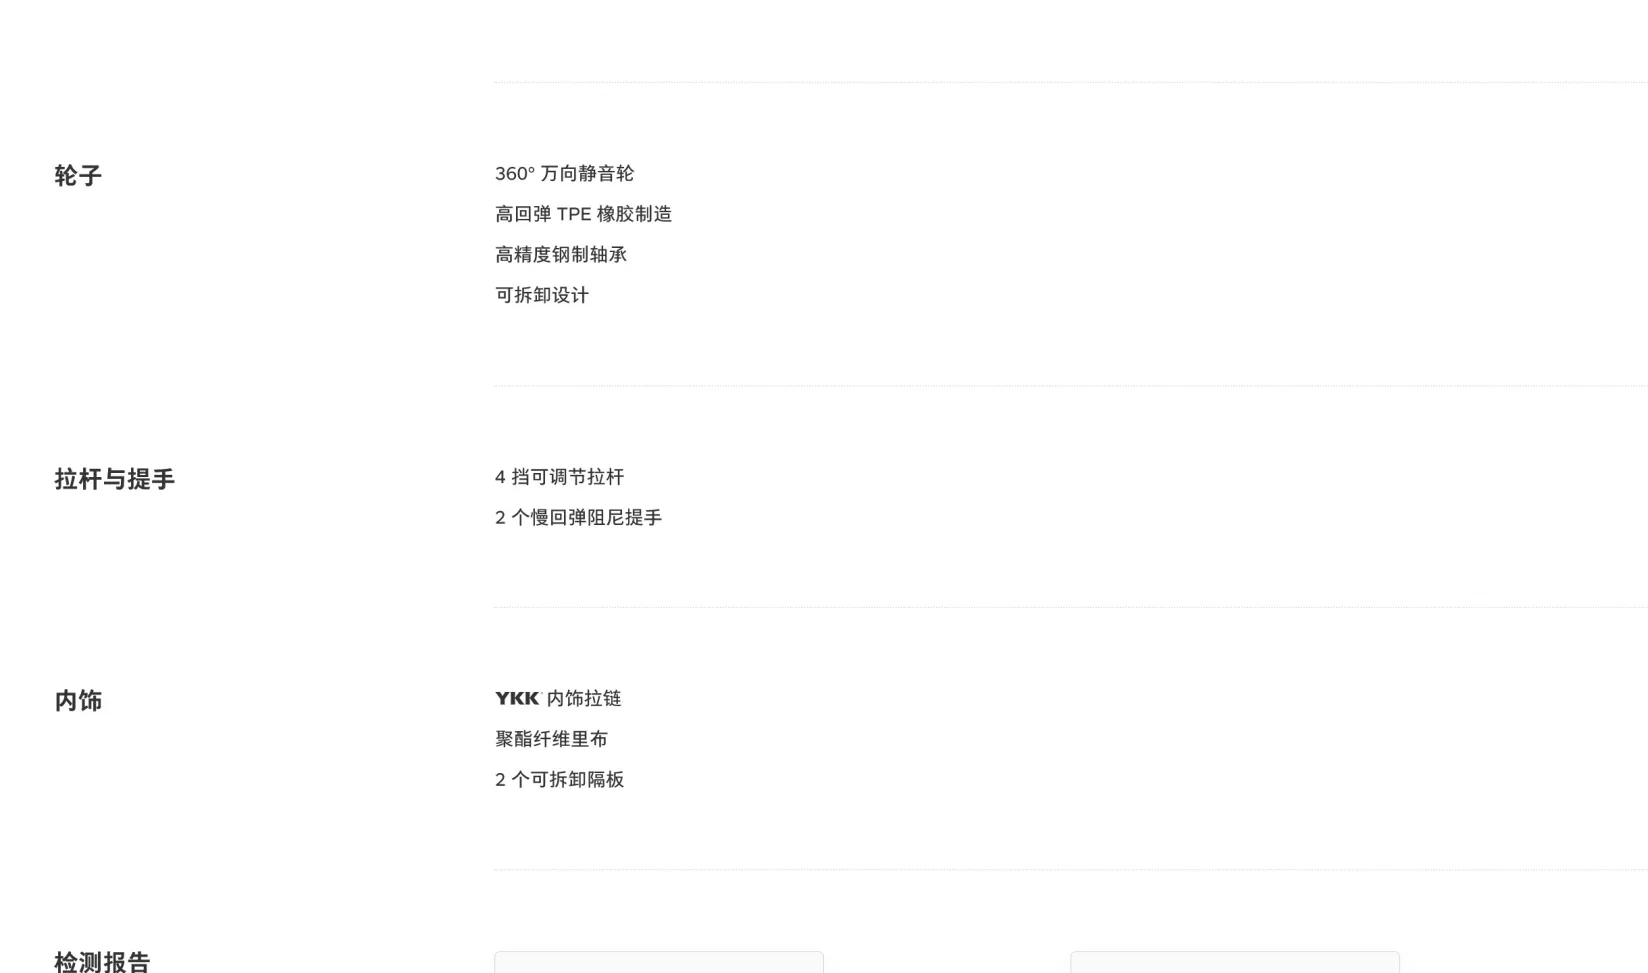 轮子
360° 万向静音轮
高回弹 TPE 橡胶制造
高精度钢制轴承
可拆卸设计
拉杆与提手
4 挡可调节拉杆
2 个慢回弹阻尼提手
内饰
YKK 内饰拉链
聚酯纤维里布
2 个可拆卸隔板
检测报告